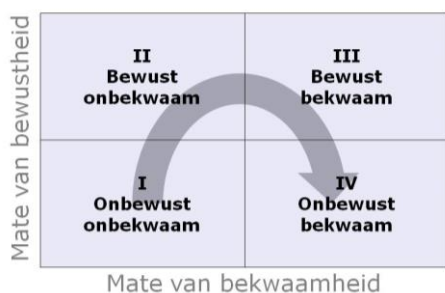 Mate van bewustheid
II
Bewust
onbekwaam
III
Bewust
bekwaam
I
Onbewust
onbekwaam
IV
Onbewust
bekwaam
Mate van bekwaamheid